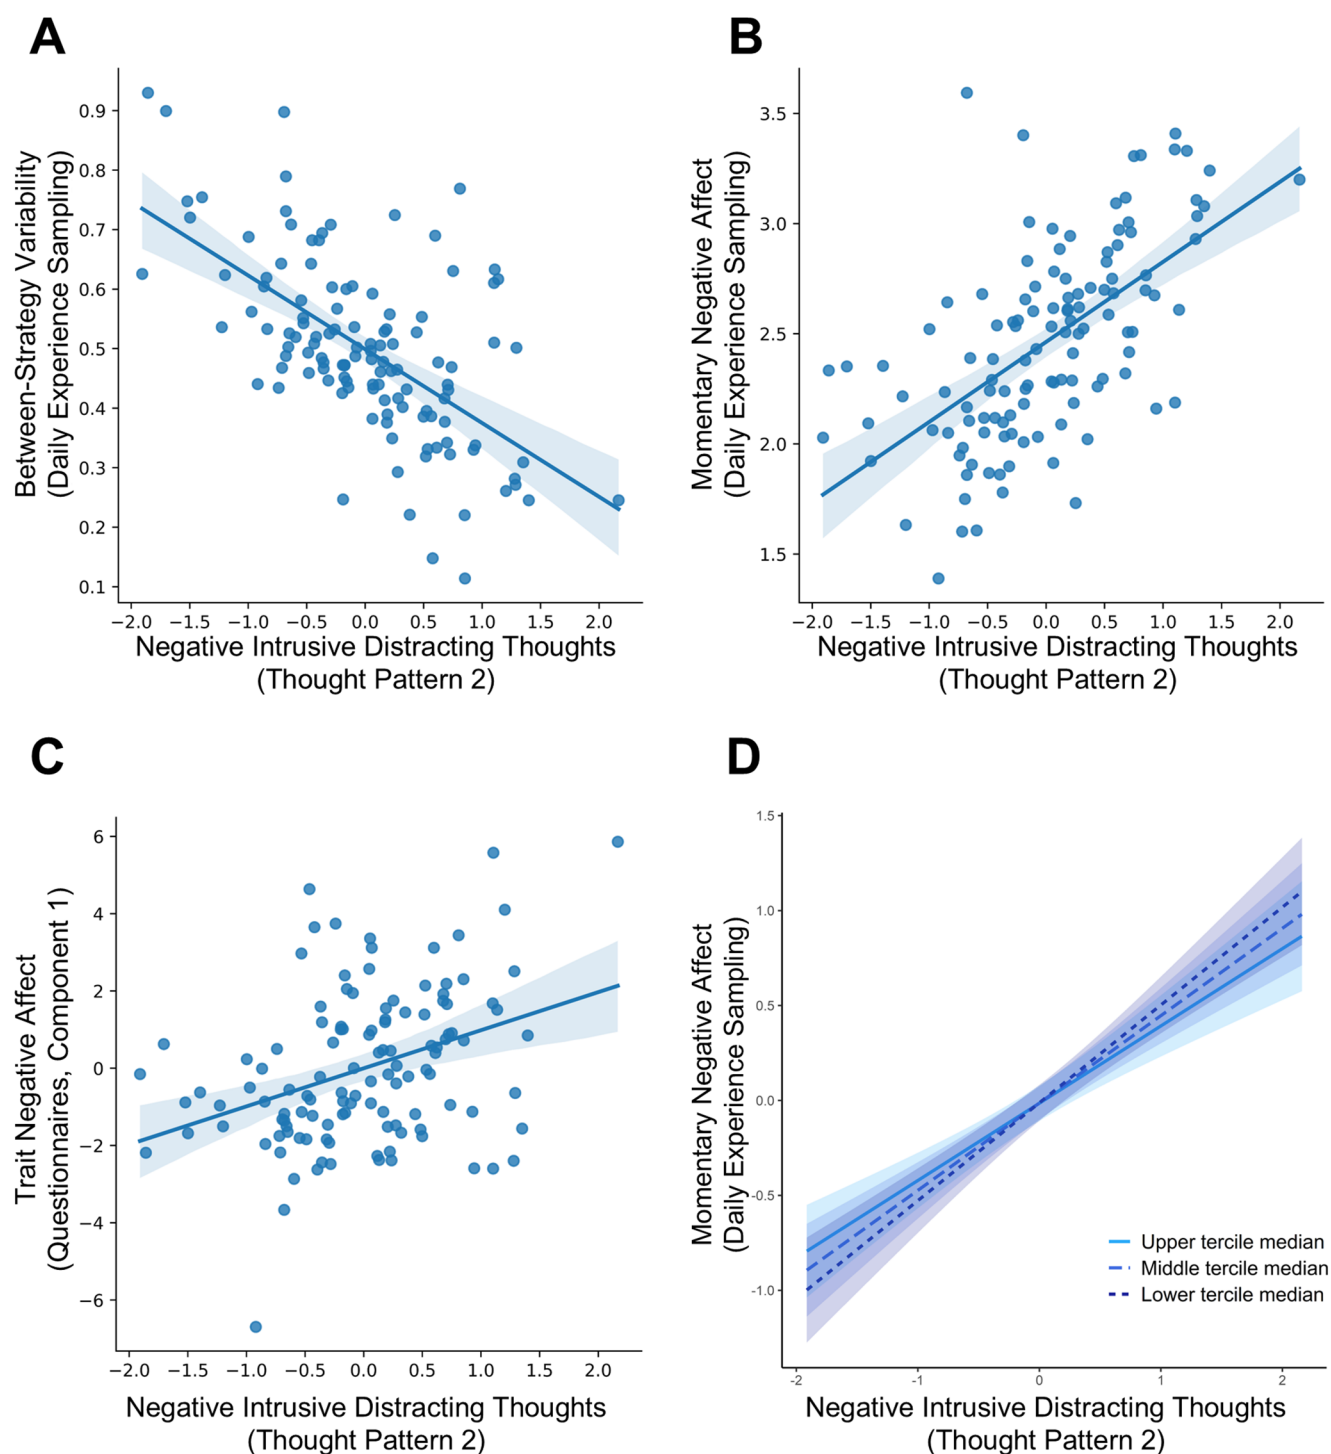 A
Between-Strategy Variability
(Daily Experience Sampling)
0.9
0.8
0.7
0.6
0.5
0.4
0.3
0.2
0.1
−2.0 −1.5 −1.0 −0.5 0.0 0.5 1.0 1.5 2.0
Negative Intrusive Distracting Thoughts
(Thought Pattern 2)
B
Momentary Negative Affect
(Daily Experience Sampling)
3.5
3.0
2.5
2.0
1.5
−2.0 −1.5 −1.0 −0.5 0.0 0.5 1.0 1.5 2.0
Negative Intrusive Distracting Thoughts
(Thought Pattern 2)
C
Trait Negative Affect
(Questionnaires, Component 1)
6
4
2
0
−2
−4
−6
−2.0 −1.5 −1.0 −0.5 0.0 0.5 1.0 1.5 2.0
Negative Intrusive Distracting Thoughts
(Thought Pattern 2)
D
Momentary Negative Affect
(Daily Experience Sampling)
1.5
1.0
0.5
0.0
-0.5
-1.0
Upper tercile median
Middle tercile median
Lower tercile median
-2 -1 0 1 2
Negative Intrusive Distracting Thoughts
(Thought Pattern 2)